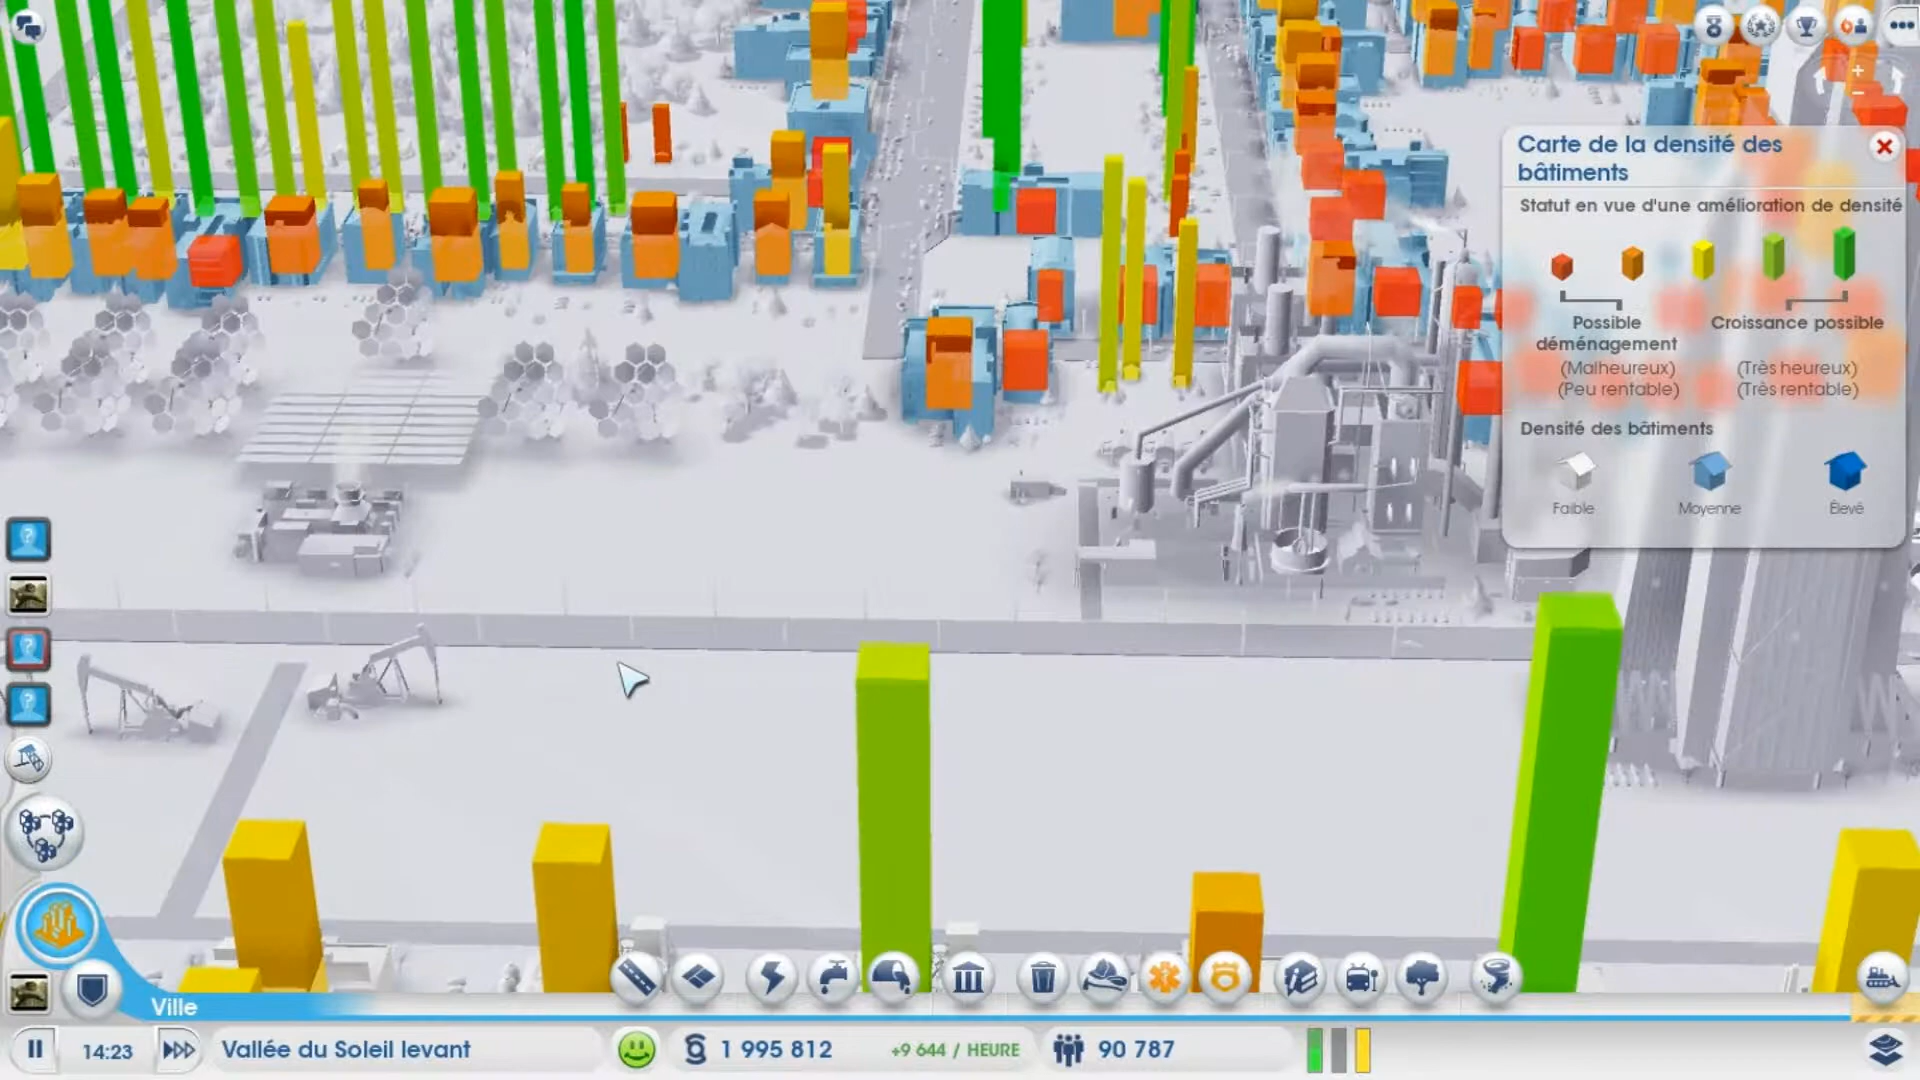 Carte de la densité des
bâtiments
Statut en vue d'une amélioration de densité
Possible
déménagement
(Malheureux)
(Peu rentable)
Croissance possible
(Très heureux)
(Très rentable)
Densité des bâtiments
Faible
Moyenne
Élevé
Ville
14:23
Vallée du Soleil levant
1 995 812
+9 644 / HEURE
90 787